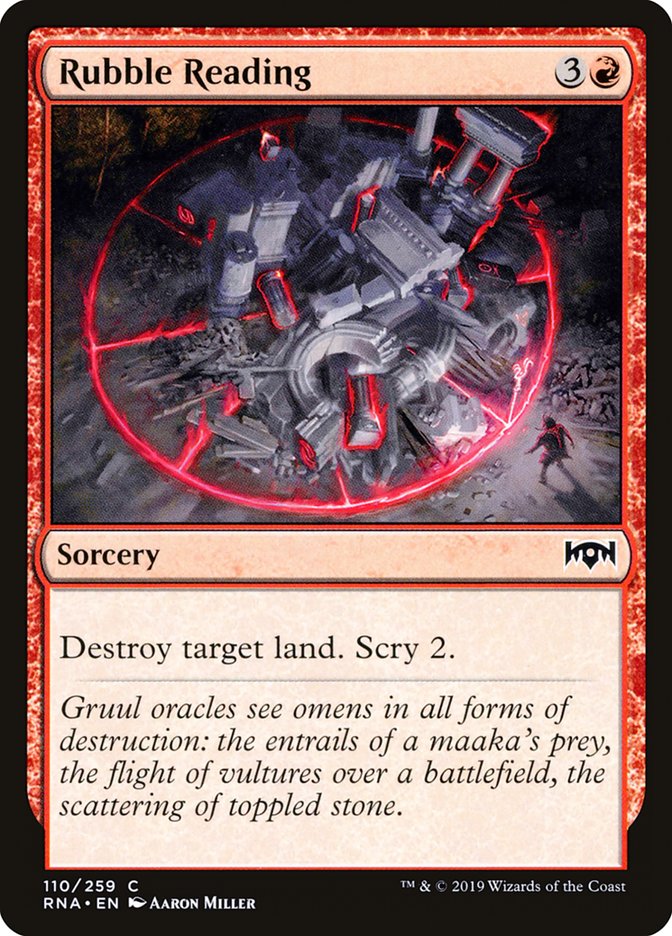 Rubble Reading
3
Sorcery
Destroy target land. Scry 2.
Gruul oracles see omens in all forms of
destruction: the entrails of a maaka's prey,
the flight of vultures over a battlefield, the
scattering of toppled stone.
110/259 C
™ & © 2019 Wizards of the Coast
RNA • EN Aaron Miller